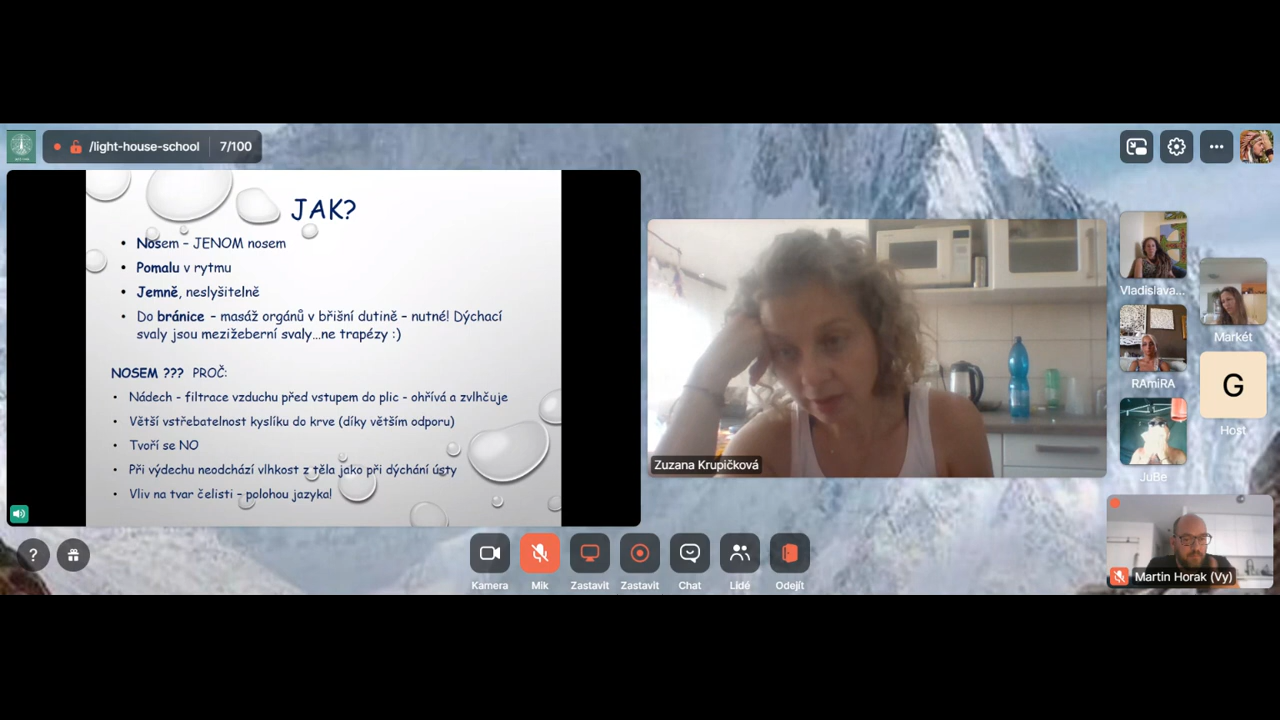 /light-house-school 7/100
JAK?
• Nosem – JENOM nosem
• Pomalu v rytmu
• Jemně, neslyšitelně
• Do bránice – masáž orgánů v břišní dutině – nutné! Dýchací
svaly jsou mezižeberní svaly...ne trapézy :)
NOSEM ??? PROČ:
• Nádech - filtrace vzduchu před vstupem do plic - ohřívá a zvlhčuje
• Větší vstřebatelnost kyslíku do krve (díky větším odporu)
• Tvoří se NO
• Při výdechu neodchází vlhkost z těla jako při dýchání ústy
• Vliv na tvar čelisti – polohou jazyka!
Zuzana Krupičková
Vladislava...
Markét
RAmiRA
G
Host
JuBe
Martin Horak (Vy)
?
Kamera
Mik
Zastavit
Zastavit
Chat
Lidé
Odejít